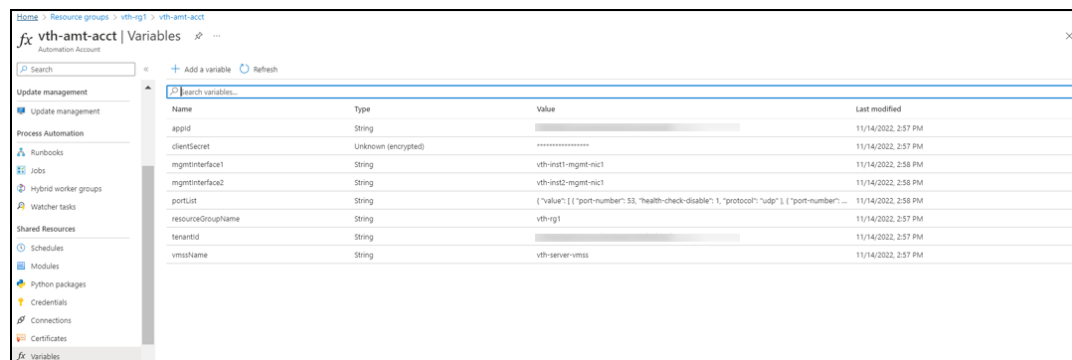 Home > Resource groups > vth-rg1 > vth-amt-acct
fx vth-amt-acct | Variables
Automation Account
Search
Add a variable Refresh
Update management
Update management
Process Automation
Runbooks
Jobs
Hybrid worker groups
Watcher tasks
Shared Resources
Schedules
Modules
Python packages
Credentials
Connections
Certificates
fx Variables
Search variables...
Name Type Value Last modified
appId String 11/14/2022, 2:57 PM
clientSecret Unknown (encrypted) ***************** 11/14/2022, 2:57 PM
mgmtInterface1 String vth-inst1-mgmt-nic1 11/14/2022, 2:58 PM
mgmtInterface2 String vth-inst2-mgmt-nic1 11/14/2022, 2:58 PM
portList String { "value": [ { "port-number": 53, "health-check-disable": 1, "protocol": "udp" }, { "port-number": ... 11/14/2022, 2:58 PM
resourceGroupName String vth-rg1 11/14/2022, 2:57 PM
tenantId String 11/14/2022, 2:57 PM
vmssName String vth-server-vmss 11/14/2022, 2:57 PM